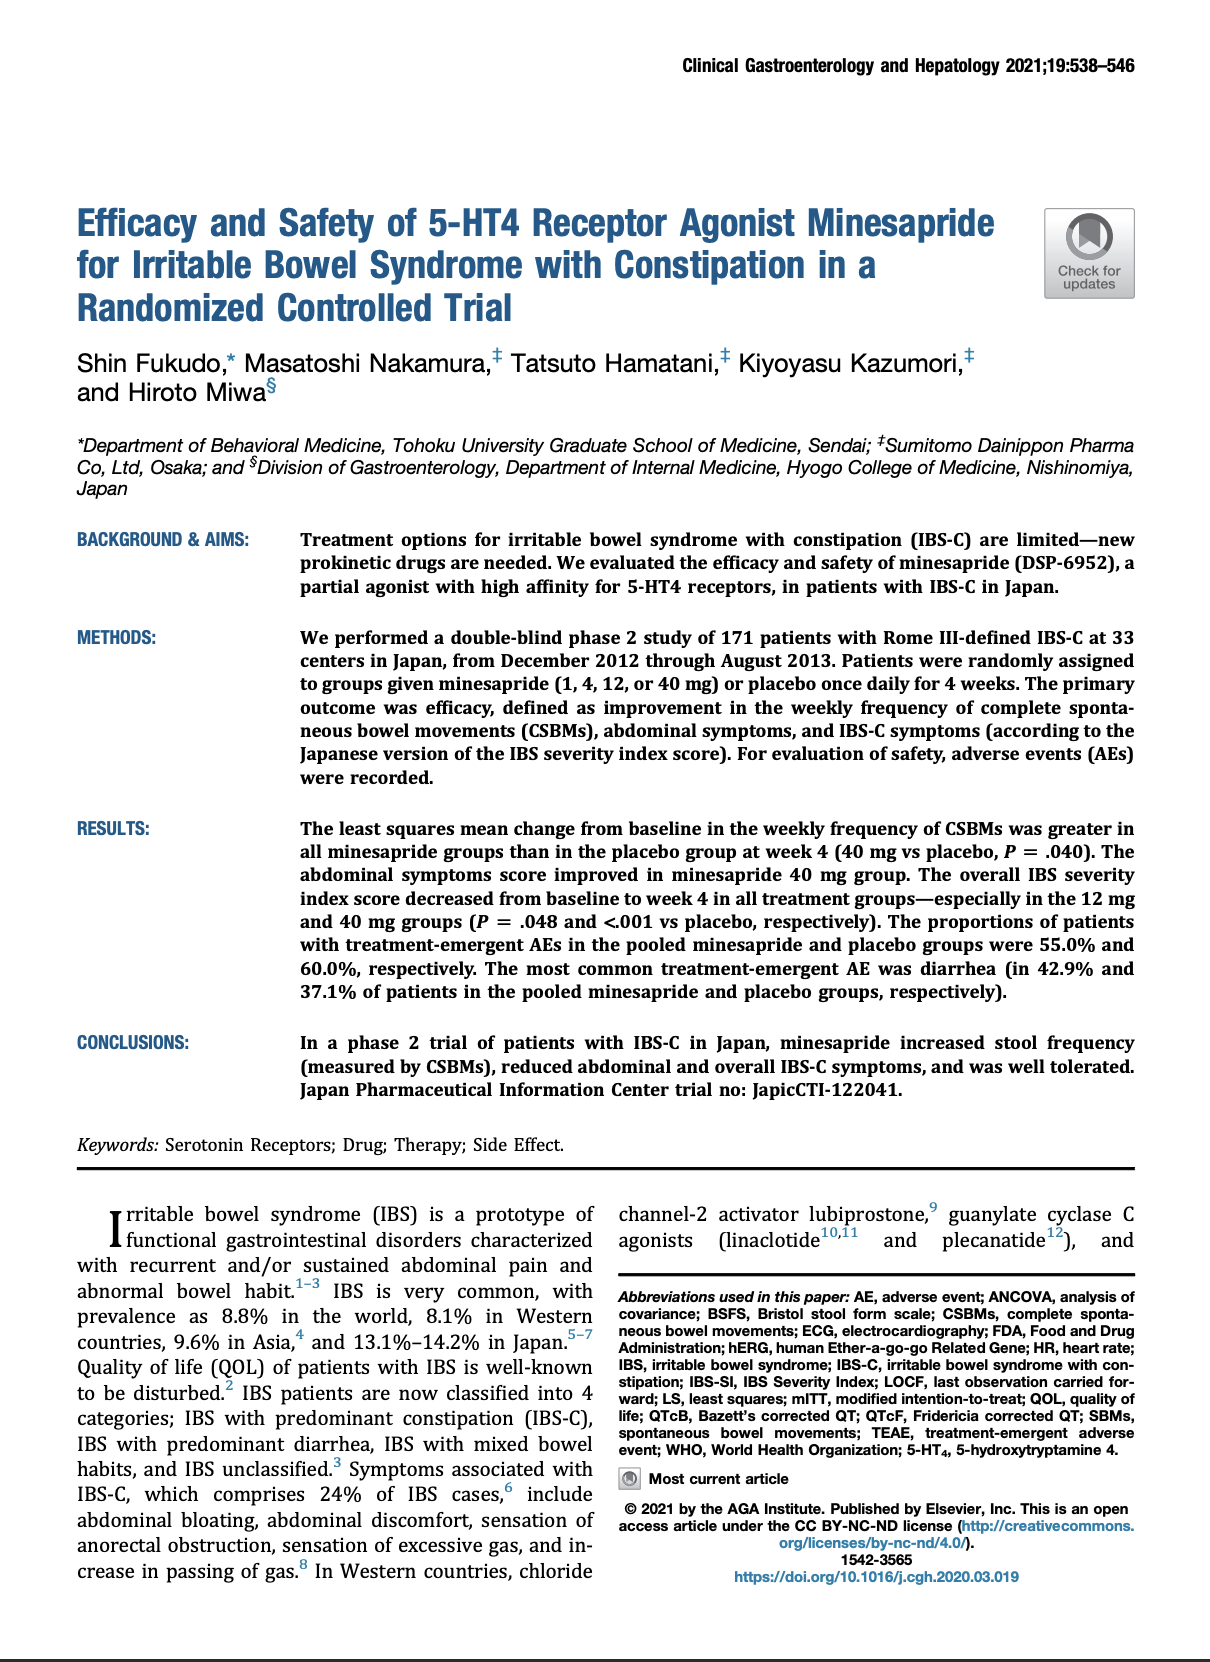 Clinical Gastroenterology and Hepatology 2021;19:538–546
Efficacy and Safety of 5-HT4 Receptor Agonist Minesapride
for Irritable Bowel Syndrome with Constipation in a
Randomized Controlled Trial
Check for
updates
Shin Fukudo,* Masatoshi Nakamura,‡ Tatsuto Hamatani,‡ Kiyoyasu Kazumori,‡
and Hiroto Miwa§
*Department of Behavioral Medicine, Tohoku University Graduate School of Medicine, Sendai; ‡Sumitomo Dainippon Pharma
Co, Ltd, Osaka; and §Division of Gastroenterology, Department of Internal Medicine, Hyogo College of Medicine, Nishinomiya,
Japan
BACKGROUND & AIMS:
Treatment options for irritable bowel syndrome with constipation (IBS-C) are limited—new
prokinetic drugs are needed. We evaluated the efficacy and safety of minesapride (DSP-6952), a
partial agonist with high affinity for 5-HT4 receptors, in patients with IBS-C in Japan.
METHODS:
We performed a double-blind phase 2 study of 171 patients with Rome III-defined IBS-C at 33
centers in Japan, from December 2012 through August 2013. Patients were randomly assigned
to groups given minesapride (1, 4, 12, or 40 mg) or placebo once daily for 4 weeks. The primary
outcome was efficacy, defined as improvement in the weekly frequency of complete sponta-
neous bowel movements (CSBMs), abdominal symptoms, and IBS-C symptoms (according to the
Japanese version of the IBS severity index score). For evaluation of safety, adverse events (AEs)
were recorded.
RESULTS:
The least squares mean change from baseline in the weekly frequency of CSBMs was greater in
all minesapride groups than in the placebo group at week 4 (40 mg vs placebo, P = .040). The
abdominal symptoms score improved in minesapride 40 mg group. The overall IBS severity
index score decreased from baseline to week 4 in all treatment groups—especially in the 12 mg
and 40 mg groups (P = .048 and <.001 vs placebo, respectively). The proportions of patients
with treatment-emergent AEs in the pooled minesapride and placebo groups were 55.0% and
60.0%, respectively. The most common treatment-emergent AE was diarrhea (in 42.9% and
37.1% of patients in the pooled minesapride and placebo groups, respectively).
CONCLUSIONS:
In a phase 2 trial of patients with IBS-C in Japan, minesapride increased stool frequency
(measured by CSBMs), reduced abdominal and overall IBS-C symptoms, and was well tolerated.
Japan Pharmaceutical Information Center trial no: JapicCTI-122041.
Keywords: Serotonin Receptors; Drug; Therapy; Side Effect.
Irritable bowel syndrome (IBS) is a prototype of
functional gastrointestinal disorders characterized
with recurrent and/or sustained abdominal pain and
abnormal bowel habit.1–3 IBS is very common, with
prevalence as 8.8% in the world, 8.1% in Western
countries, 9.6% in Asia,4 and 13.1%–14.2% in Japan.5–7
Quality of life (QOL) of patients with IBS is well-known
to be disturbed.2 IBS patients are now classified into 4
categories; IBS with predominant constipation (IBS-C),
IBS with predominant diarrhea, IBS with mixed bowel
habits, and IBS unclassified.3 Symptoms associated with
IBS-C, which comprises 24% of IBS cases,6 include
abdominal bloating, abdominal discomfort, sensation of
anorectal obstruction, sensation of excessive gas, and in-
crease in passing of gas.8 In Western countries, chloride
channel-2 activator lubiprostone,9 guanylate cyclase C
agonists (linaclotide10,11 and plecanatide12), and
Abbreviations used in this paper: AE, adverse event; ANCOVA, analysis of
covariance; BSFS, Bristol stool form scale; CSBMs, complete sponta-
neous bowel movements; ECG, electrocardiography; FDA, Food and Drug
Administration; hERG, human Ether-a-go-go Related Gene; HR, heart rate;
IBS, irritable bowel syndrome; IBS-C, irritable bowel syndrome with con-
stipation; IBS-SI, IBS Severity Index; LOCF, last observation carried for-
ward; LS, least squares; mITT, modified intention-to-treat; QOL, quality of
life; QTcB, Bazett's corrected QT; QTcF, Fridericia corrected QT; SBMs,
spontaneous bowel movements; TEAE, treatment-emergent adverse
event; WHO, World Health Organization; 5-HT4, 5-hydroxytryptamine 4.
Most current article
© 2021 by the AGA Institute. Published by Elsevier, Inc. This is an open
access article under the CC BY-NC-ND license (http://creativecommons.
org/licenses/by-nc-nd/4.0/).
1542-3565
https://doi.org/10.1016/j.cgh.2020.03.019